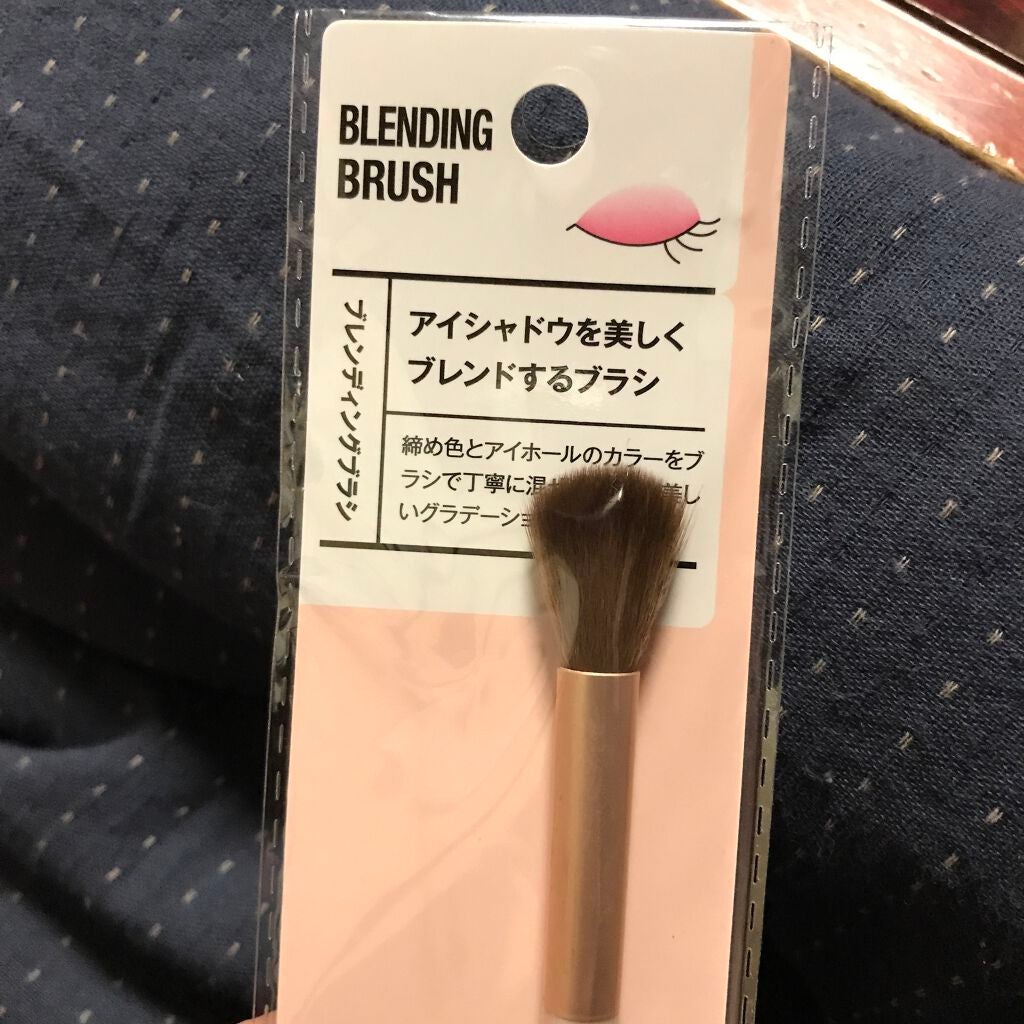 BLENDING
BRUSH
ブレンディングブラシ
アイシャドウを美しく
ブレンドするブラシ
締め色とアイホールのカラーをブ
ラシで丁寧に混 美し
いグラデーショ